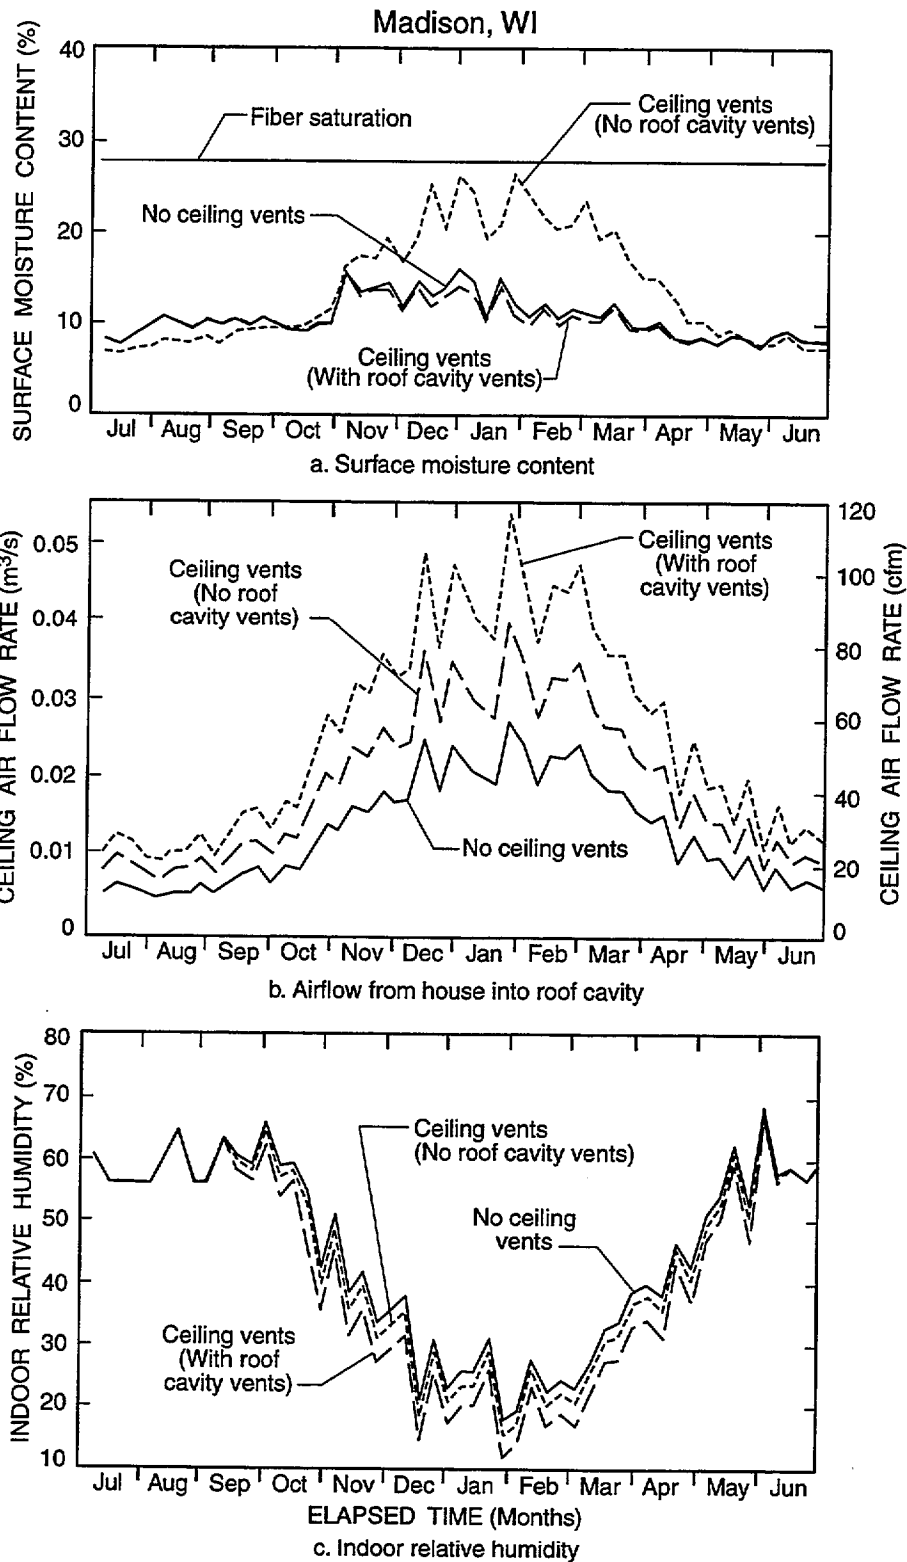 Madison, WI
SURFACE MOISTURE CONTENT (%)
40
30
20
10
0
Fiber saturation
Ceiling vents
(No roof cavity vents)
No ceiling vents
Ceiling vents
(With roof cavity vents)
Jul Aug Sep Oct Nov Dec Jan Feb Mar Apr May Jun
a. Surface moisture content
CEILING AIR FLOW RATE (m³/s)
0.05
0.04
0.03
0.02
0.01
0
Ceiling vents
(No roof
cavity vents)
Ceiling vents
(With roof
cavity vents)
No ceiling vents
120
100
80
60
40
20
0
CEILING AIR FLOW RATE (cfm)
Jul Aug Sep Oct Nov Dec Jan Feb Mar Apr May Jun
b. Airflow from house into roof cavity
INDOOR RELATIVE HUMIDITY (%)
80
70
60
50
40
30
20
10
Ceiling vents
(No roof cavity vents)
No ceiling
vents
Ceiling vents
(With roof
cavity vents)
Jul Aug Sep Oct Nov Dec Jan Feb Mar Apr May Jun
ELAPSED TIME (Months)
c. Indoor relative humidity